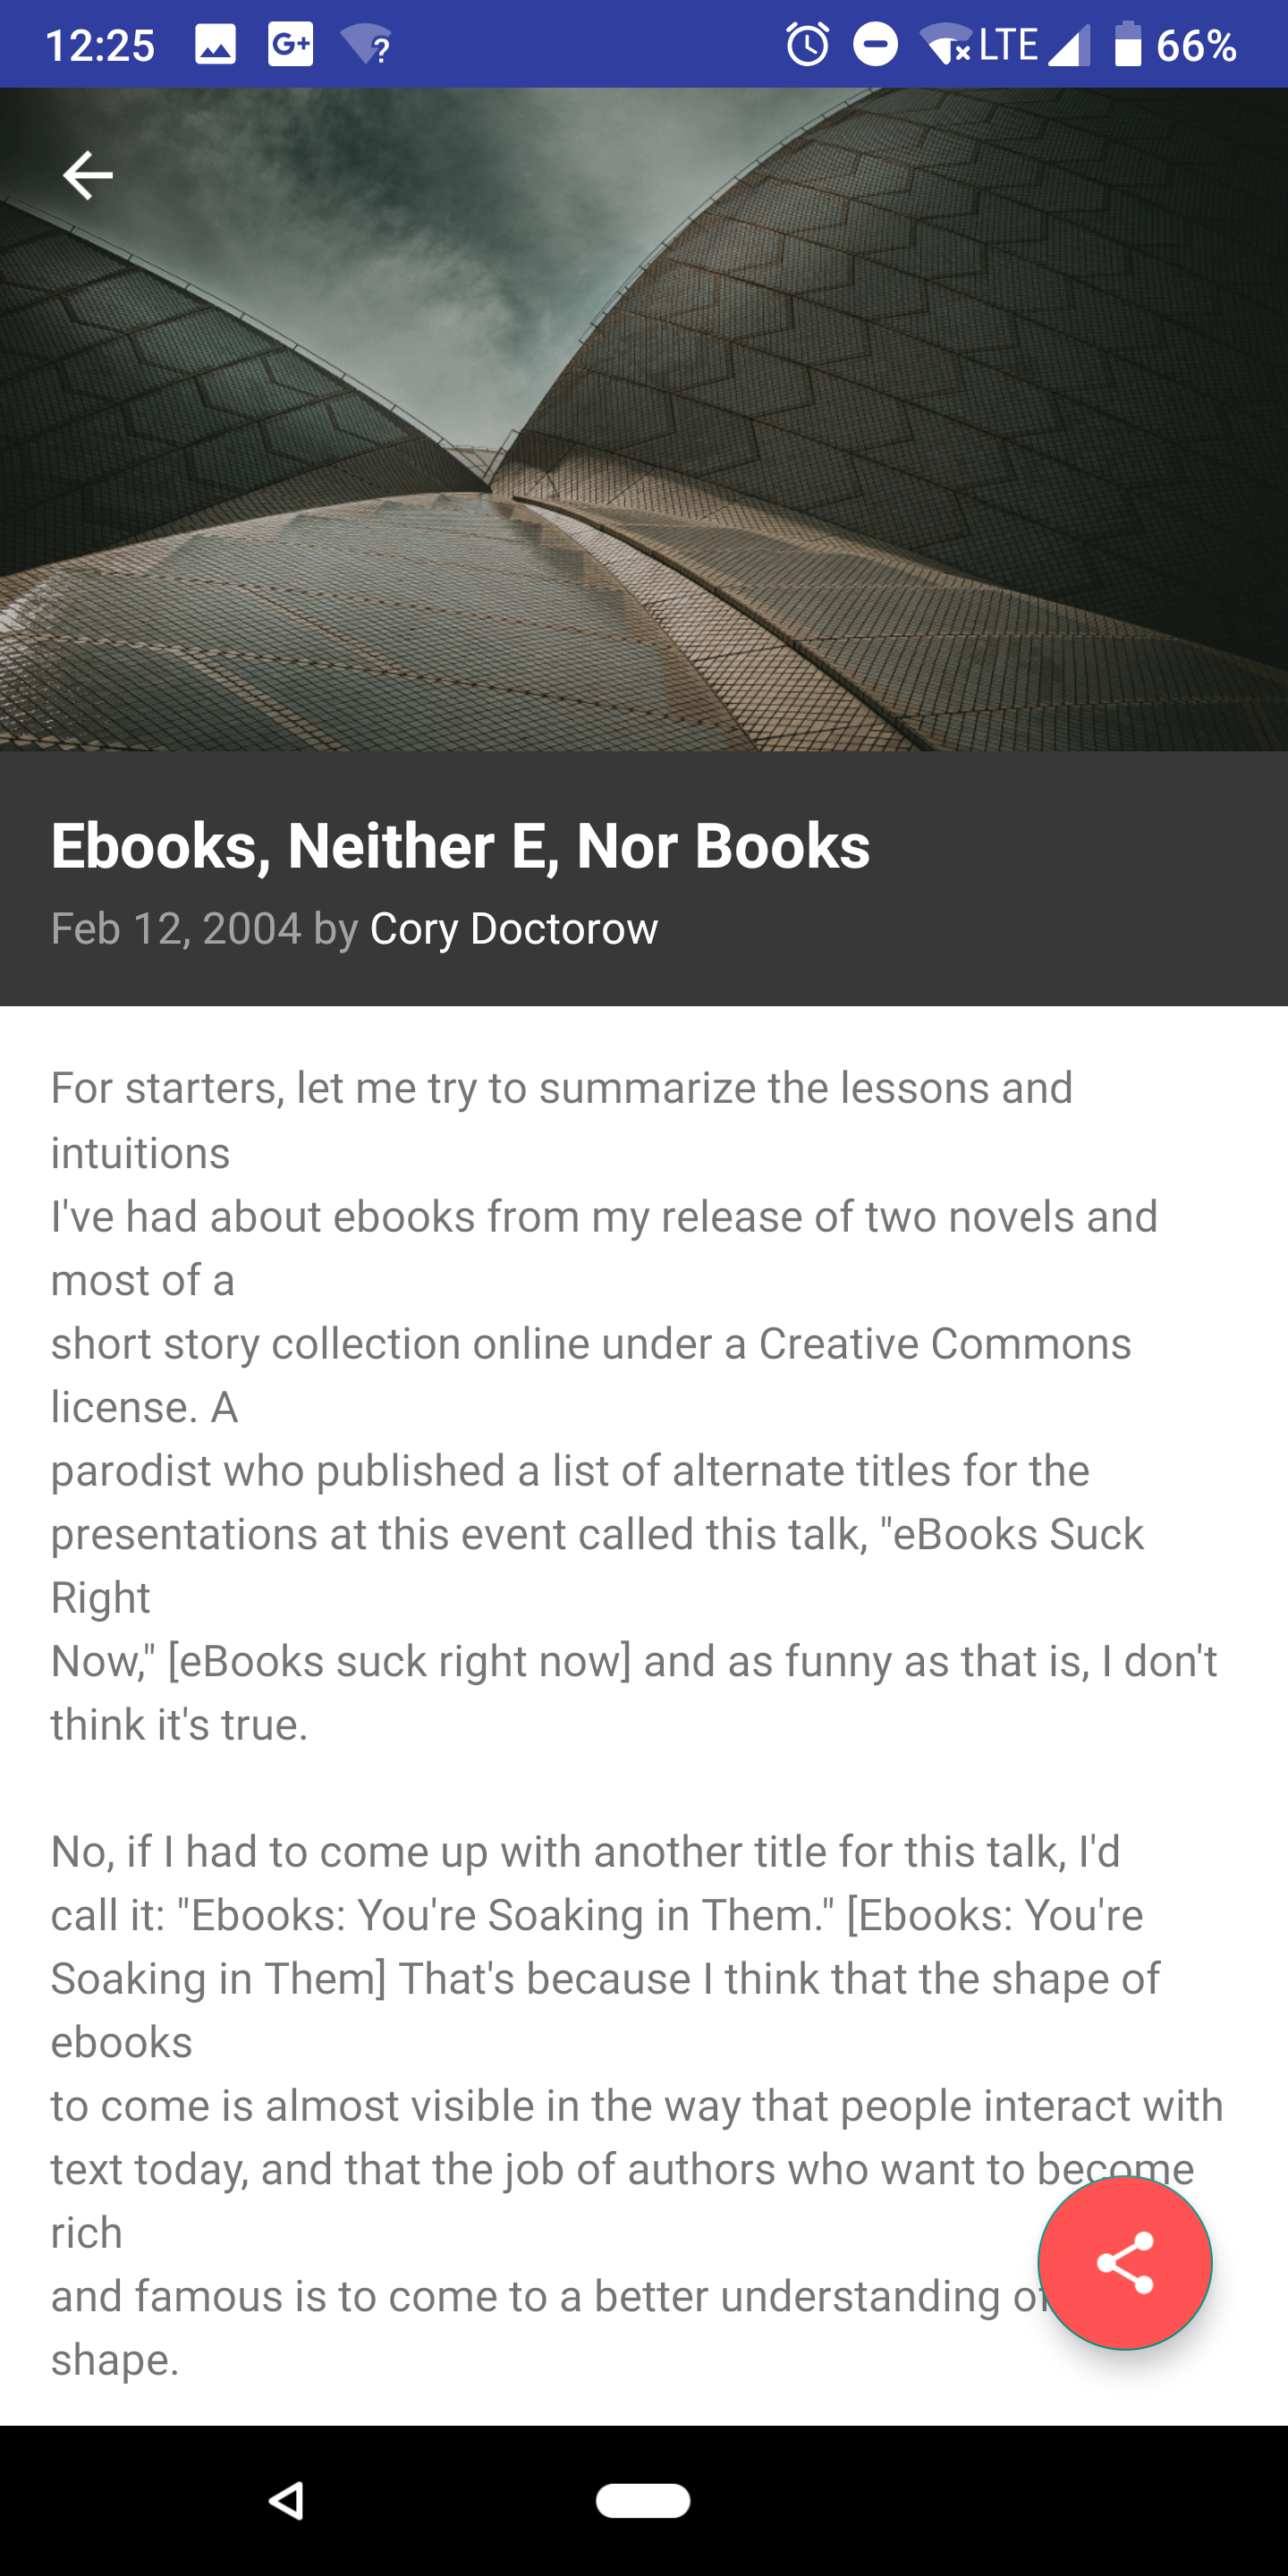 12:25
G+
?
LTE
66%
Ebooks, Neither E, Nor Books
Feb 12, 2004 by Cory Doctorow
For starters, let me try to summarize the lessons and
intuitions
I've had about ebooks from my release of two novels and
most of a
short story collection online under a Creative Commons
license. A
parodist who published a list of alternate titles for the
presentations at this event called this talk, "eBooks Suck
Right
Now," [eBooks suck right now] and as funny as that is, I don't
think it's true.
No, if I had to come up with another title for this talk, I'd
call it: "Ebooks: You're Soaking in Them." [Ebooks: You're
Soaking in Them] That's because I think that the shape of
ebooks
to come is almost visible in the way that people interact with
text today, and that the job of authors who want to become
rich
and famous is to come to a better understanding of
shape.